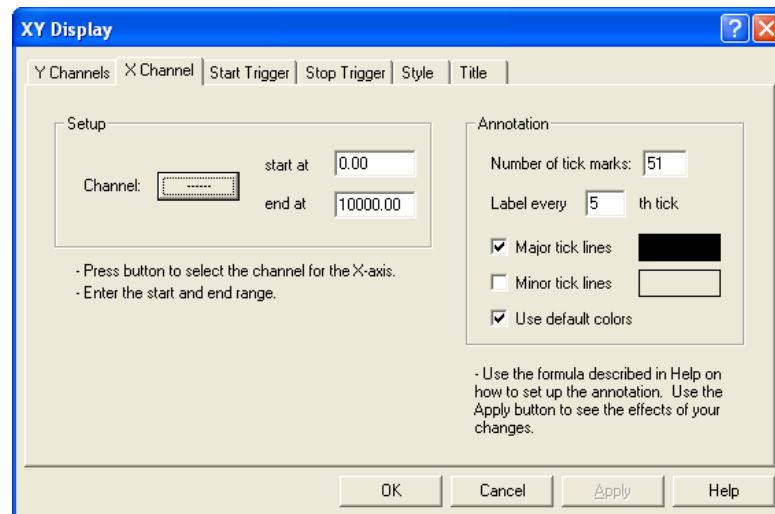 XY Display
Y Channels X Channel Start Trigger Stop Trigger Style Title
Setup
Channel: ------
start at 0.00
end at 10000.00
- Press button to select the channel for the X-axis.
- Enter the start and end range.
Annotation
Number of tick marks: 51
Label every 5 th tick
Major tick lines
Minor tick lines
Use default colors
- Use the formula described in Help on
how to set up the annotation. Use the
Apply button to see the effects of your
changes.
OK Cancel Apply Help